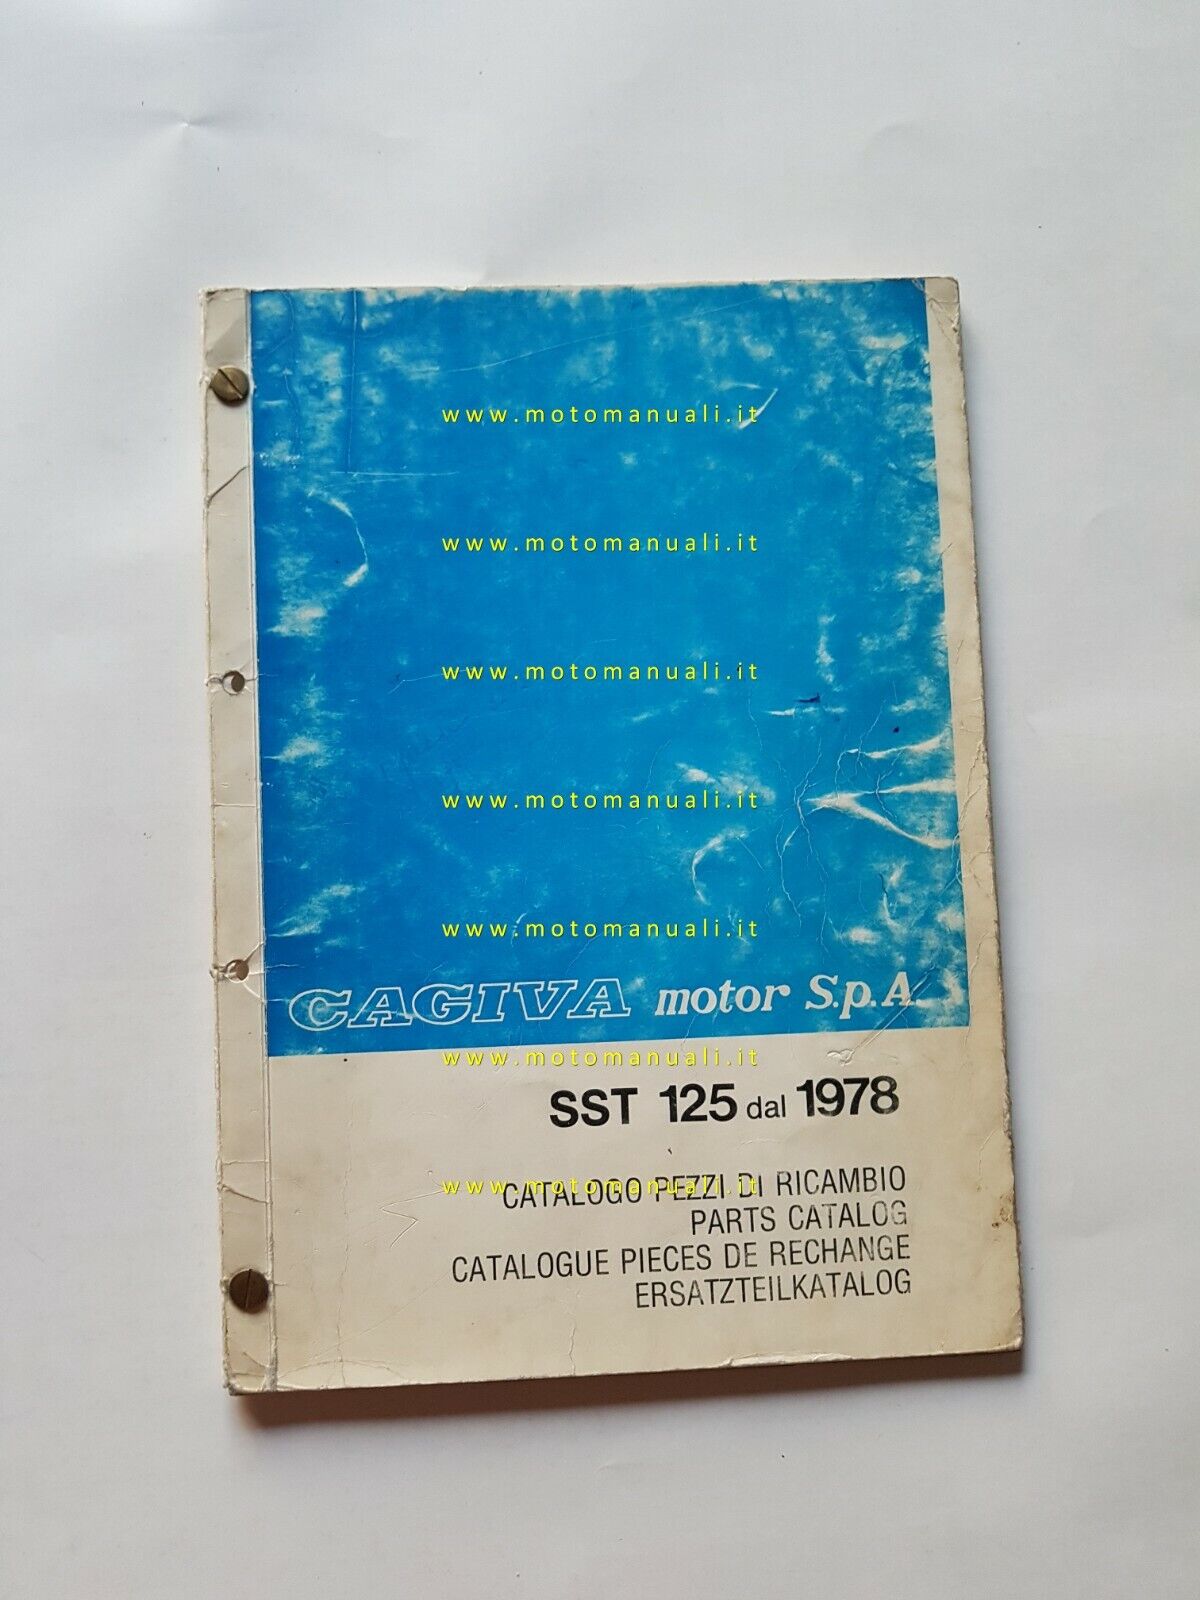 www.motomanuali.it
www.motomanuali.it
www.motomanuali.it
www.motomanuali.it
www.motomanuali.it
CAGIVA motor S.p.A.
www.motomanuali.it
SST 125 dal 1978
www.motomanuali.it
CATALOGO PEZZI DI RICAMBIO
PARTS CATALOG
CATALOGUE PIECES DE RECHANGE
ERSATZTEILKATALOG